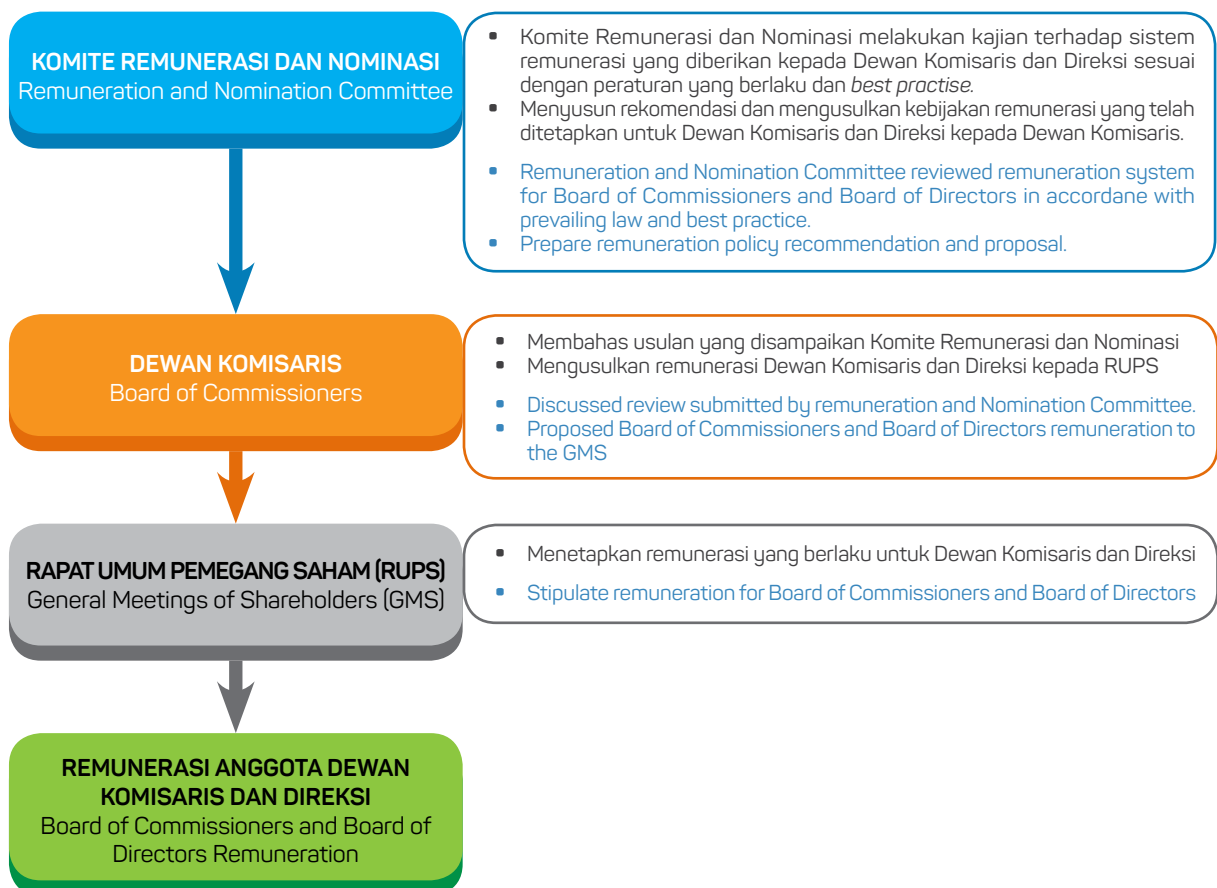 KOMITE REMUNERASI DAN NOMINASI
Remuneration and Nomination Committee
▪ Komite Remunerasi dan Nominasi melakukan kajian terhadap sistem
remunerasi yang diberikan kepada Dewan Komisaris dan Direksi sesuai
dengan peraturan yang berlaku dan best practise.
▪ Menyusun rekomendasi dan mengusulkan kebijakan remunerasi yang telah
ditetapkan untuk Dewan Komisaris dan Direksi kepada Dewan Komisaris.
▪ Remuneration and Nomination Committee reviewed remuneration system
for Board of Commissioners and Board of Directors in accordane with
prevailing law and best practice.
▪ Prepare remuneration policy recommendation and proposal.
DEWAN KOMISARIS
Board of Commissioners
▪ Membahas usulan yang disampaikan Komite Remunerasi dan Nominasi
▪ Mengusulkan remunerasi Dewan Komisaris dan Direksi kepada RUPS
▪ Discussed review submitted by remuneration and Nomination Committee.
▪ Proposed Board of Commissioners and Board of Directors remuneration to
the GMS
RAPAT UMUM PEMEGANG SAHAM (RUPS)
General Meetings of Shareholders (GMS)
▪ Menetapkan remunerasi yang berlaku untuk Dewan Komisaris dan Direksi
▪ Stipulate remuneration for Board of Commissioners and Board of Directors
REMUNERASI ANGGOTA DEWAN
KOMISARIS DAN DIREKSI
Board of Commissioners and Board of
Directors Remuneration